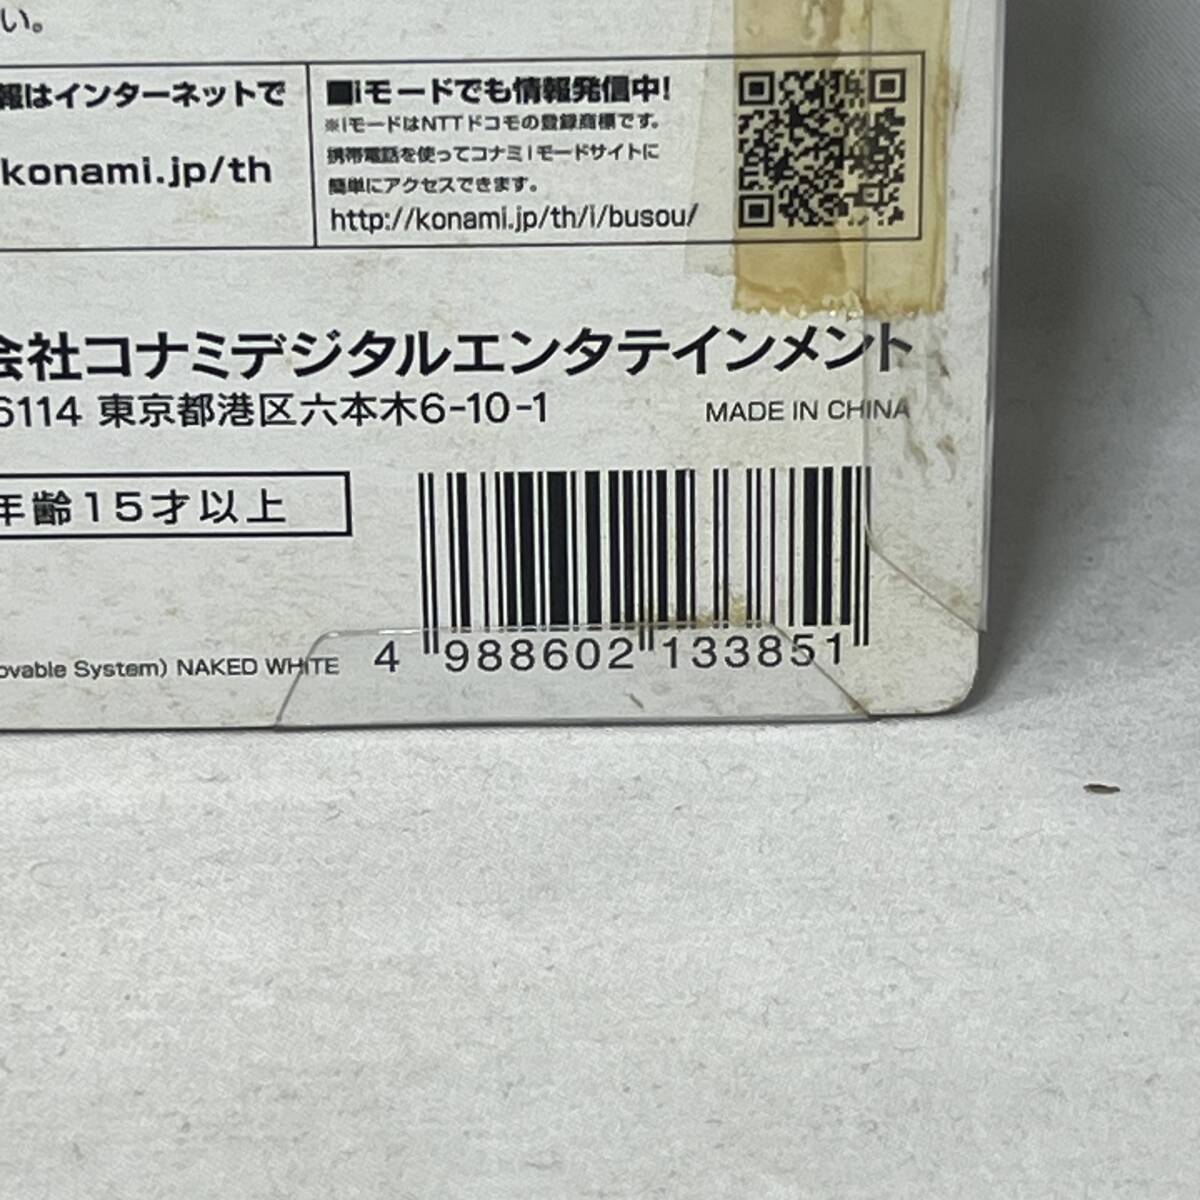 い。
報はインターネットで
konami.jp/th
■iモードでも情報発信中!
※iモードはNTTドコモの登録商標です。
携帯電話を使ってコナミiモードサイトに
簡単にアクセスできます。
http://konami.jp/th/i/busou/
会社コナミデジタルエンタテインメント
6114 東京都港区六本木6-10-1
MADE IN CHINA
年齢15才以上
ovable System) NAKED WHITE
4 988602 133851